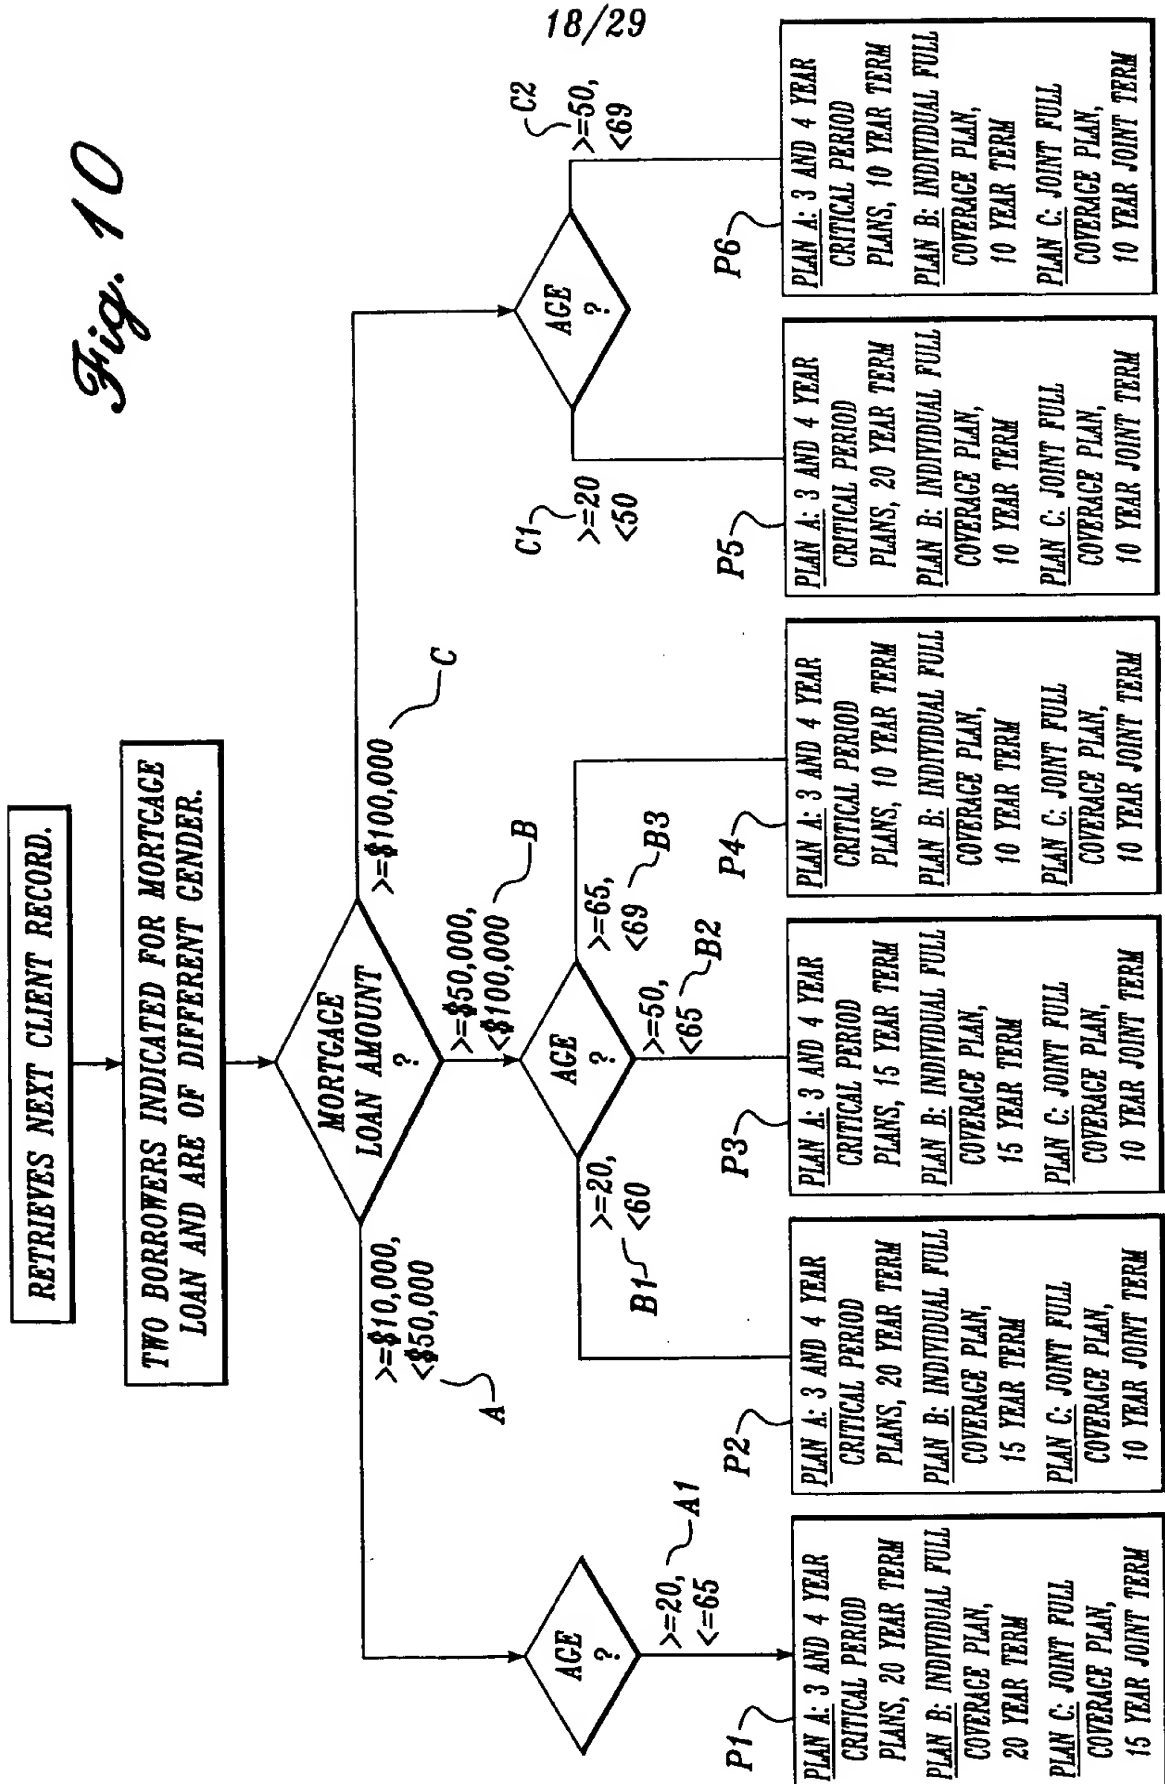 18/29
Fig. 10
RETRIEVES NEXT CLIENT RECORD.
TWO BORROWERS INDICATED FOR MORTGAGE
LOAN AND ARE OF DIFFERENT GENDER.
MORTGAGE
LOAN AMOUNT
?
>=$10,000,
<$50,000
A
>=$50,000,
<$100,000
B
>=$100,000
C
AGE
?
>=20,
<=65
A1
AGE
?
>=20,
<60
B1
>=50,
<65
B2
>=65,
<69
B3
AGE
?
C1
>=20
<50
C2
>=50,
<69
P1
PLAN A: 3 AND 4 YEAR
CRITICAL PERIOD
PLANS, 20 YEAR TERM
PLAN B: INDIVIDUAL FULL
COVERAGE PLAN,
20 YEAR TERM
PLAN C: JOINT FULL
COVERAGE PLAN,
15 YEAR JOINT TERM
P2
PLAN A: 3 AND 4 YEAR
CRITICAL PERIOD
PLANS, 20 YEAR TERM
PLAN B: INDIVIDUAL FULL
COVERAGE PLAN,
15 YEAR TERM
PLAN C: JOINT FULL
COVERAGE PLAN,
10 YEAR JOINT TERM
P3
PLAN A: 3 AND 4 YEAR
CRITICAL PERIOD
PLANS, 15 YEAR TERM
PLAN B: INDIVIDUAL FULL
COVERAGE PLAN,
15 YEAR TERM
PLAN C: JOINT FULL
COVERAGE PLAN,
10 YEAR JOINT TERM
P4
PLAN A: 3 AND 4 YEAR
CRITICAL PERIOD
PLANS, 10 YEAR TERM
PLAN B: INDIVIDUAL FULL
COVERAGE PLAN,
10 YEAR TERM
PLAN C: JOINT FULL
COVERAGE PLAN,
10 YEAR JOINT TERM
P5
PLAN A: 3 AND 4 YEAR
CRITICAL PERIOD
PLANS, 20 YEAR TERM
PLAN B: INDIVIDUAL FULL
COVERAGE PLAN,
10 YEAR TERM
PLAN C: JOINT FULL
COVERAGE PLAN,
10 YEAR JOINT TERM
P6
PLAN A: 3 AND 4 YEAR
CRITICAL PERIOD
PLANS, 10 YEAR TERM
PLAN B: INDIVIDUAL FULL
COVERAGE PLAN,
10 YEAR TERM
PLAN C: JOINT FULL
COVERAGE PLAN,
10 YEAR JOINT TERM